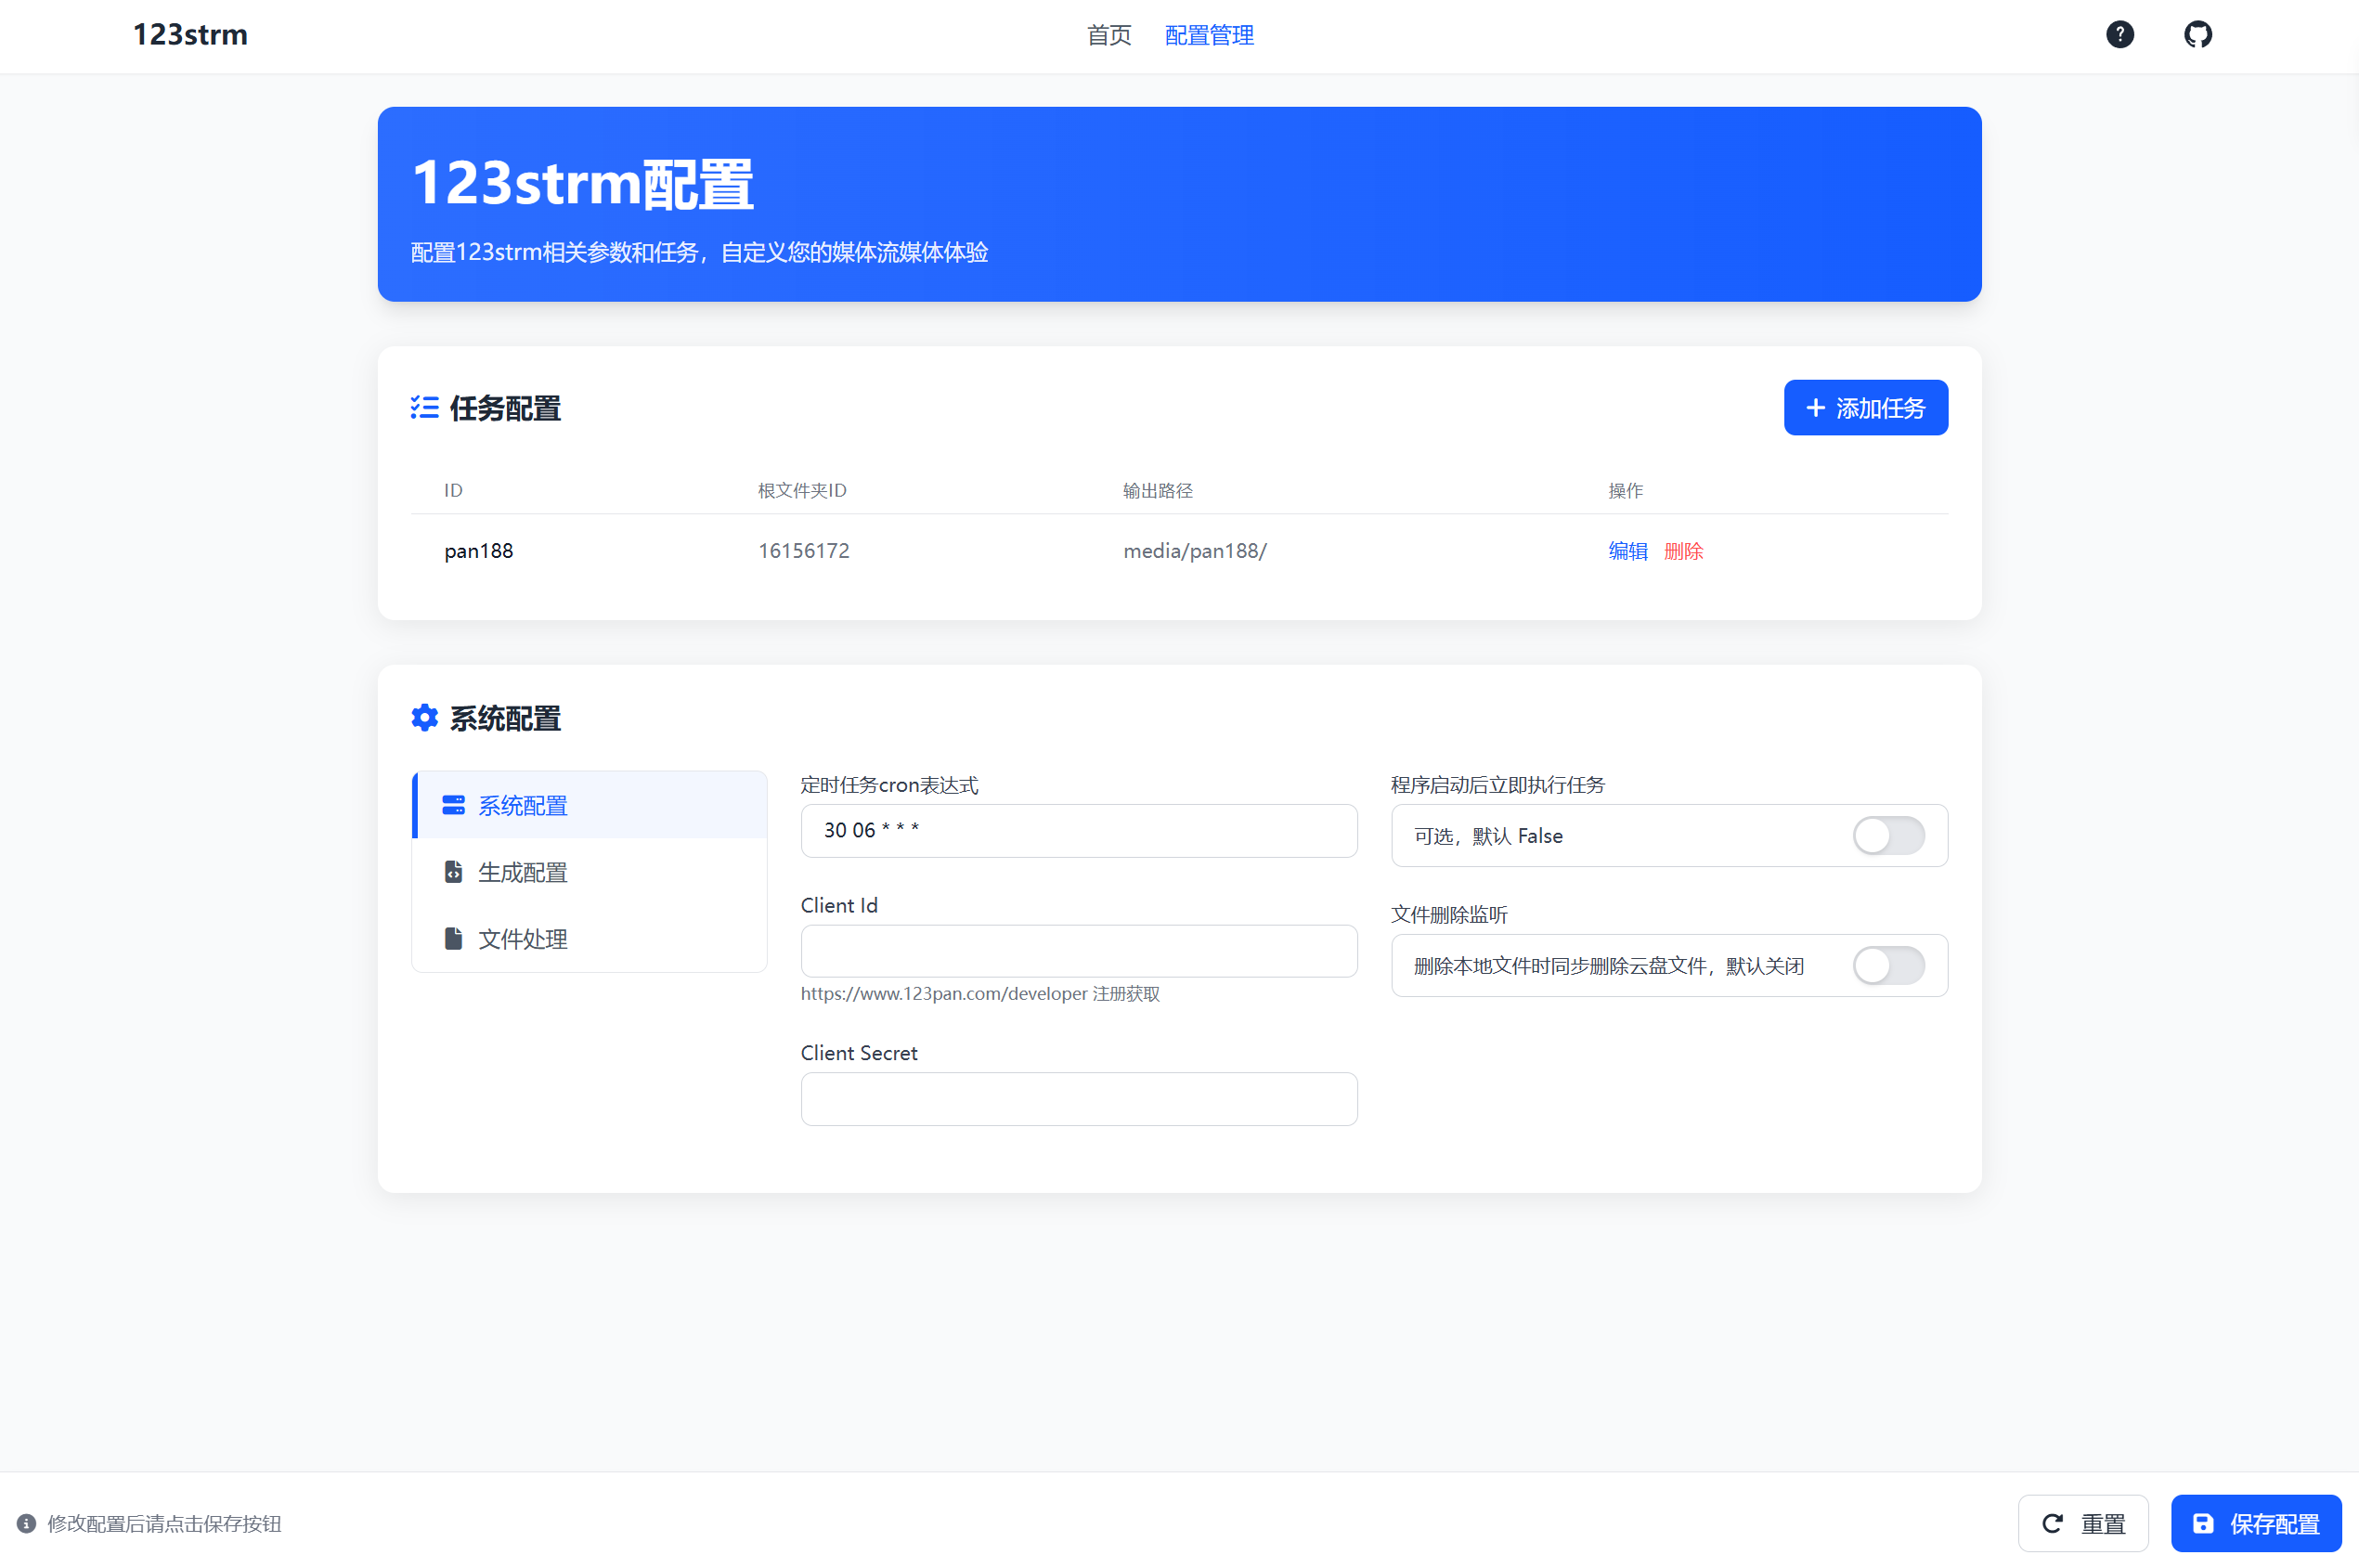 123strm
首页 配置管理
123strm配置
配置123strm相关参数和任务，自定义您的媒体流媒体体验
任务配置
添加任务
ID 根文件夹ID 输出路径 操作
pan188 16156172 media/pan188/ 编辑 删除
系统配置
系统配置
生成配置
文件处理
定时任务cron表达式
30 06 * * *
Client Id
https://www.123pan.com/developer 注册获取
Client Secret
程序启动后立即执行任务
可选，默认 False
文件删除监听
删除本地文件时同步删除云盘文件，默认关闭
修改配置后请点击保存按钮
重置
保存配置